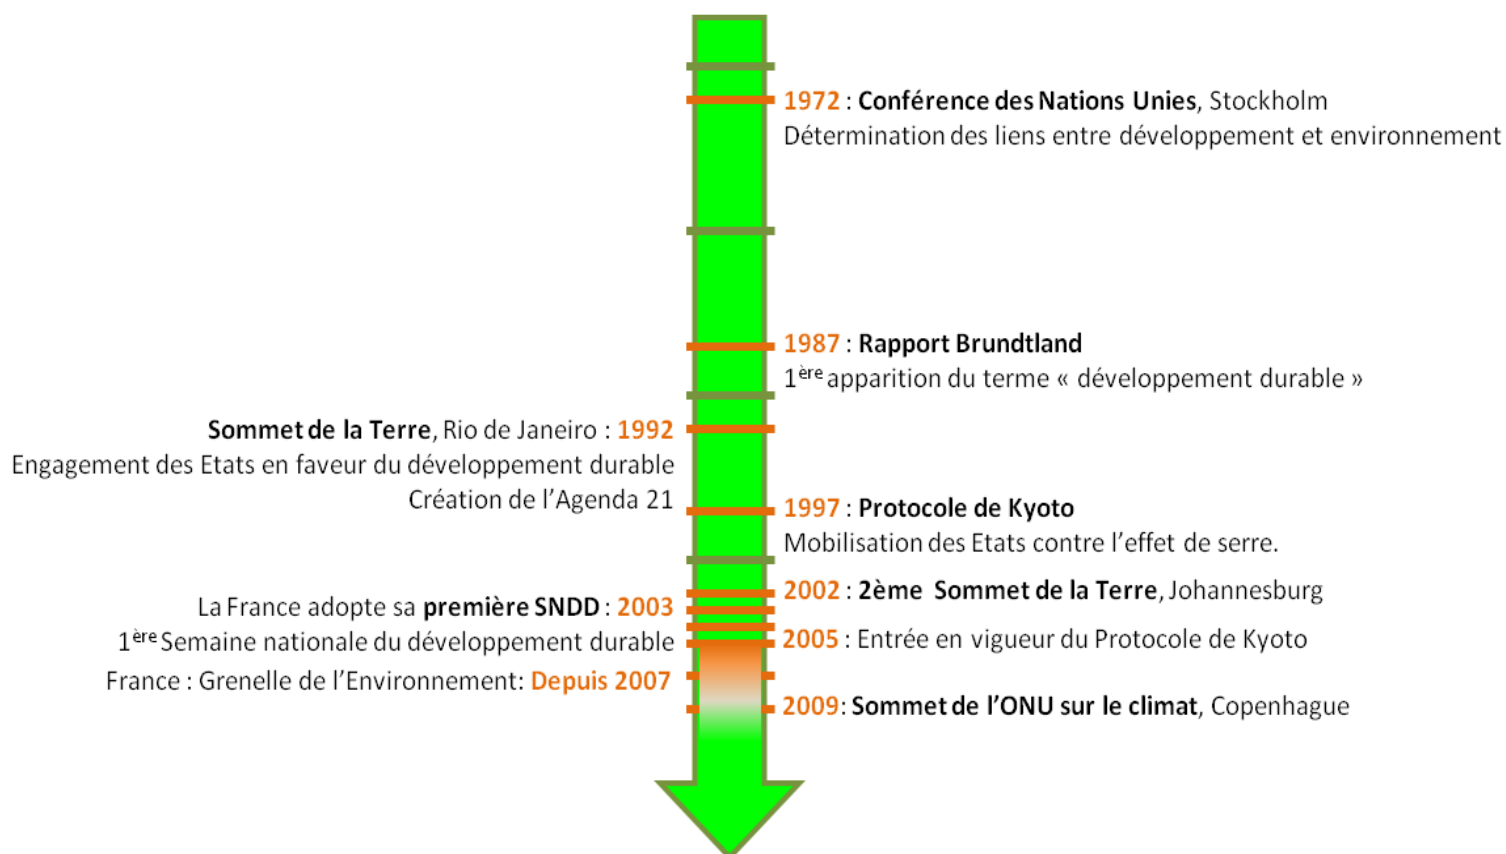 1972 : Conférence des Nations Unies, Stockholm
Détermination des liens entre développement et environnement
1987 : Rapport Brundtland
1ère apparition du terme « développement durable »
Sommet de la Terre, Rio de Janeiro : 1992
Engagement des Etats en faveur du développement durable
Création de l’Agenda 21
1997 : Protocole de Kyoto
Mobilisation des Etats contre l’effet de serre.
2002 : 2ème Sommet de la Terre, Johannesburg
La France adopte sa première SNDD : 2003
1ère Semaine nationale du développement durable
2005 : Entrée en vigueur du Protocole de Kyoto
France : Grenelle de l’Environnement: Depuis 2007
2009: Sommet de l’ONU sur le climat, Copenhague